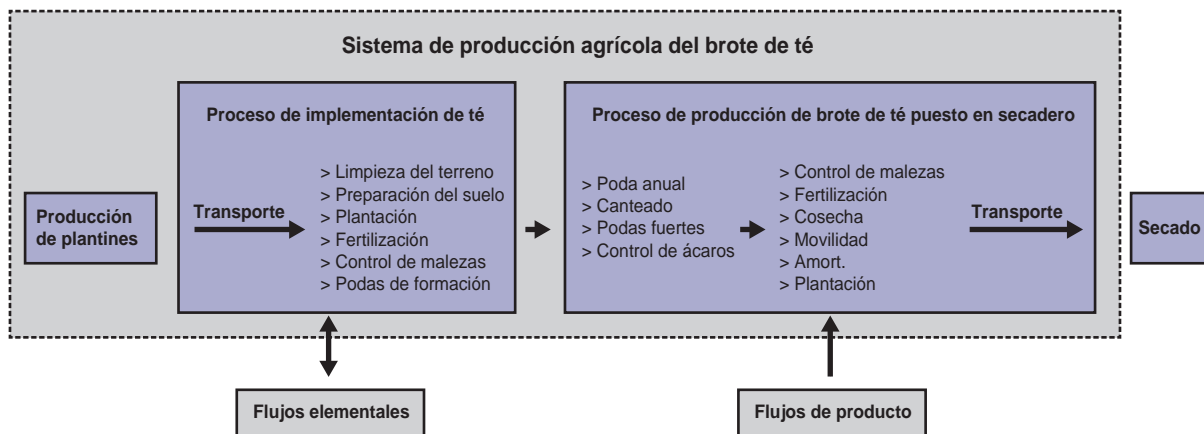 Sistema de producción agrícola del brote de té
Producción
de plantines
Proceso de implementación de té
Transporte
> Limpieza del terreno
> Preparación del suelo
> Plantación
> Fertilización
> Control de malezas
> Podas de formación
Proceso de producción de brote de té puesto en secadero
> Poda anual
> Canteado
> Podas fuertes
> Control de ácaros
> Control de malezas
> Fertilización
> Cosecha
> Movilidad
> Amort.
> Plantación
Transporte
Secado
Flujos elementales
Flujos de producto